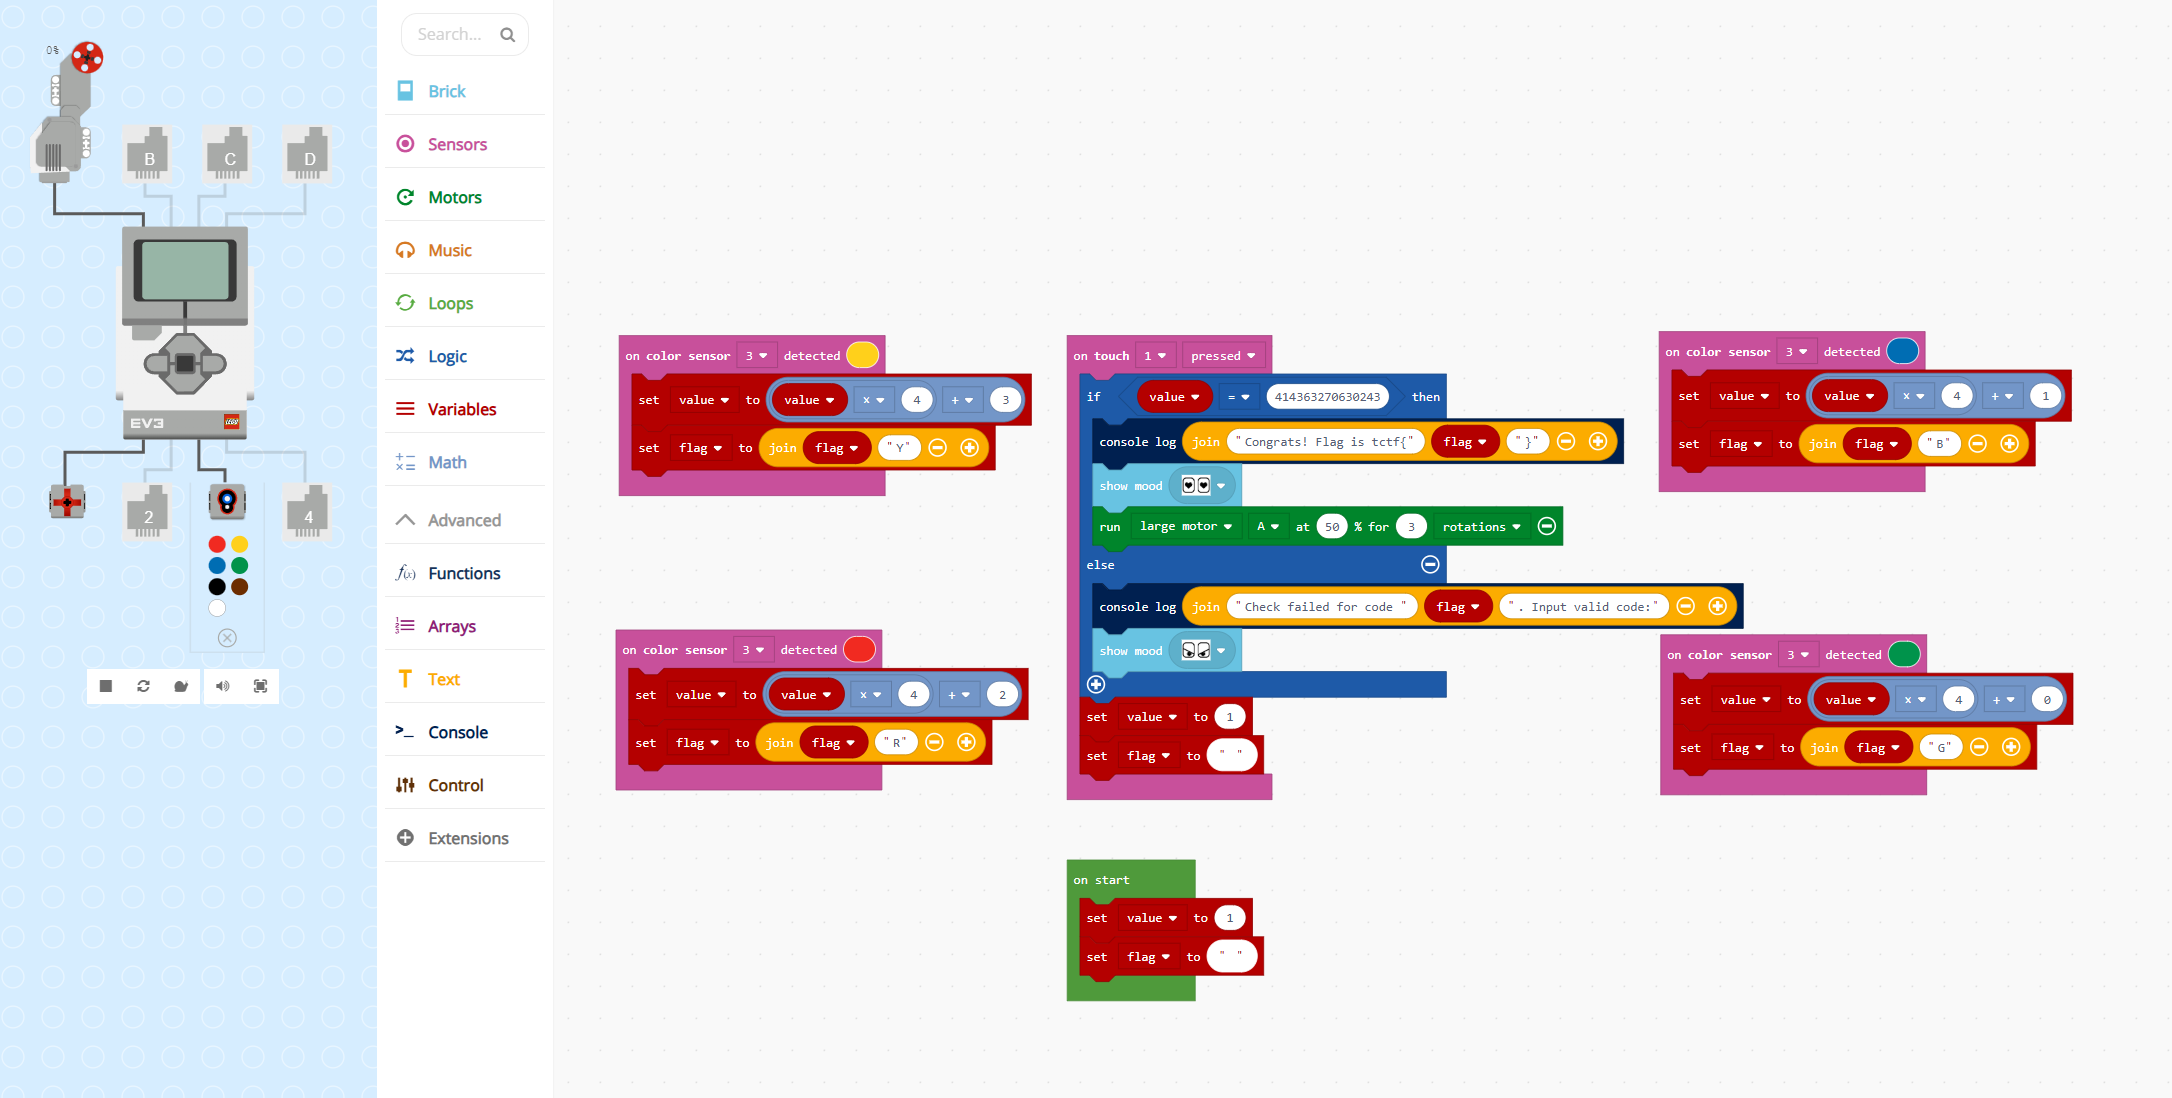 0%
B
C
D
EV3
2
4
Search...
Brick
Sensors
Motors
Music
Loops
Variables
Logic
Math
Advanced
f(x) Functions
Arrays
Text
Console
Control
Extensions
on color sensor 3 detected
set value to value x 4 + 3
set flag to join flag "Y"
on color sensor 3 detected
set value to value x 4 + 2
set flag to join flag "R"
on touch 1 pressed
if value = 414363270630243 then
console log join "Congrats! Flag is tctf{" flag "}"
show mood
run large motor A at 50 % for 3 rotations
else
console log join "Check failed for code " flag ". Input valid code:"
show mood
set value to 1
set flag to " "
on start
set value to 1
set flag to " "
on color sensor 3 detected
set value to value x 4 + 1
set flag to join flag "B"
on color sensor 3 detected
set value to value x 4 + 0
set flag to join flag "G"